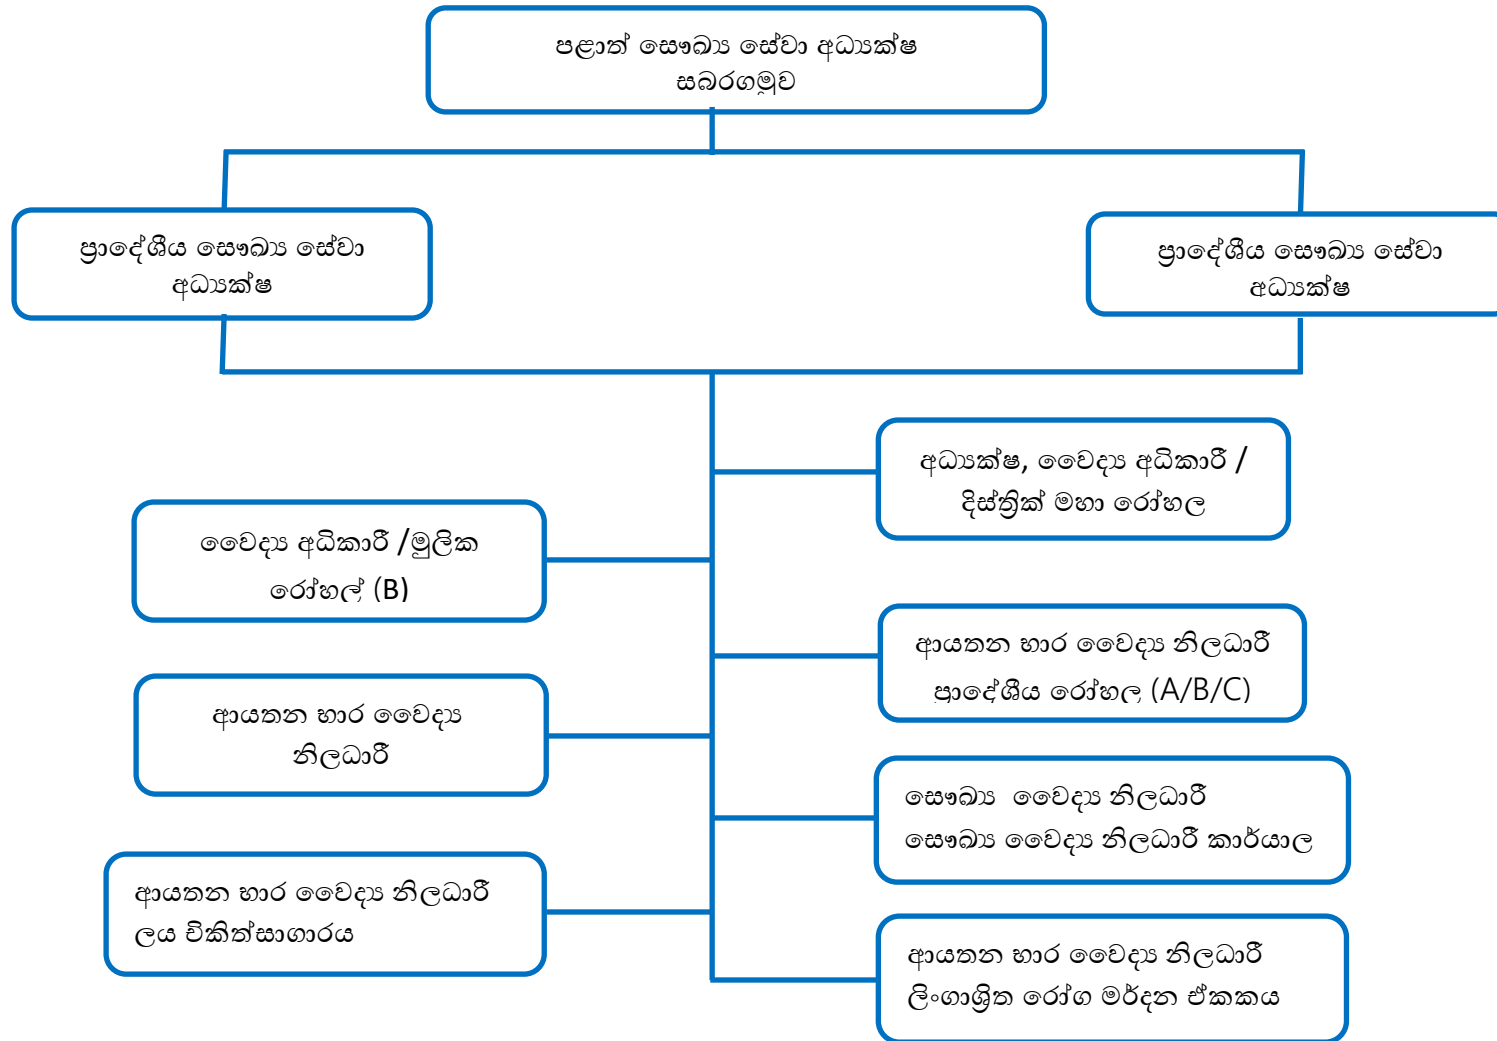 පළාත් සෞඛ්‍ය සේවා අධ්‍යක්ෂ
සබරගමුව
ප්‍රාදේශීය සෞඛ්‍ය සේවා
අධ්‍යක්ෂ
ප්‍රාදේශීය සෞඛ්‍ය සේවා
අධ්‍යක්ෂ
අධ්‍යක්ෂ, වෛද්‍ය අධිකාරී /
දිස්ත්‍රික් මහා රෝහල
වෛද්‍ය අධිකාරී /මුලික
රෝහල් (B)
ආයතන භාර වෛද්‍ය නිලධාරී
ප්‍රාදේශීය රෝහල (A/B/C)
ආයතන භාර වෛද්‍ය
නිලධාරී
සෞඛ්‍ය වෛද්‍ය නිලධාරී
සෞඛ්‍ය වෛද්‍ය නිලධාරී කාර්යාල
ආයතන භාර වෛද්‍ය නිලධාරී
ලය චිකිත්සාගාරය
ආයතන භාර වෛද්‍ය නිලධාරී
ලිංගාශ්‍රිත රෝග මර්දන ඒකකය